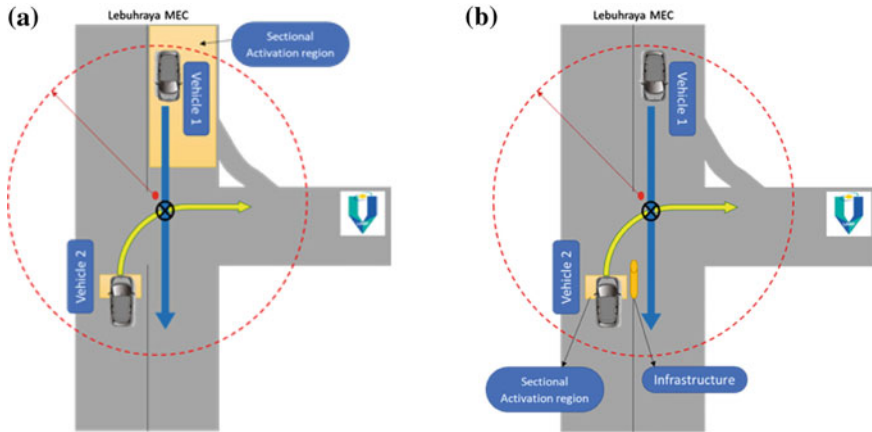 (a)
Lebuhraya MEC
Sectional
Activation region
Vehicle 1
Vehicle 2
(b)
Lebuhraya MEC
Vehicle 1
Vehicle 2
Sectional
Activation region
Infrastructure